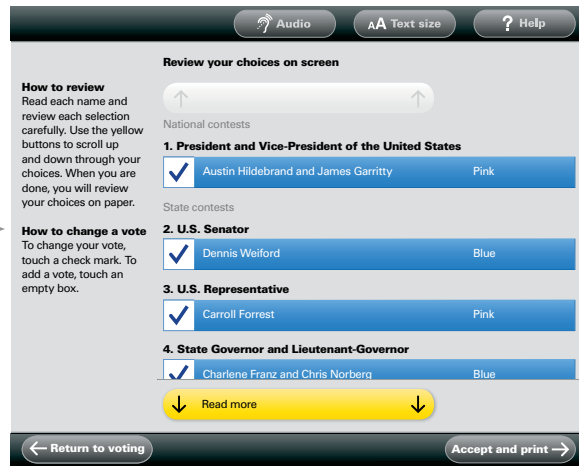 Audio
AA Text size
? Help
How to review
Read each name and
review each selection
carefully. Use the yellow
buttons to scroll up
and down through your
choices. When you are
done, you will review
your choices on paper.
How to change a vote
To change your vote,
touch a check mark. To
add a vote, touch an
empty box.
Review your choices on screen
National contests
1. President and Vice-President of the United States
Austin Hildebrand and James Garritty Pink
State contests
2. U.S. Senator
Dennis Weiford Blue
3. U.S. Representative
Carroll Forrest Pink
4. State Governor and Lieutenant-Governor
Charlene Franz and Chris Norberg Blue
Read more
Return to voting
Accept and print